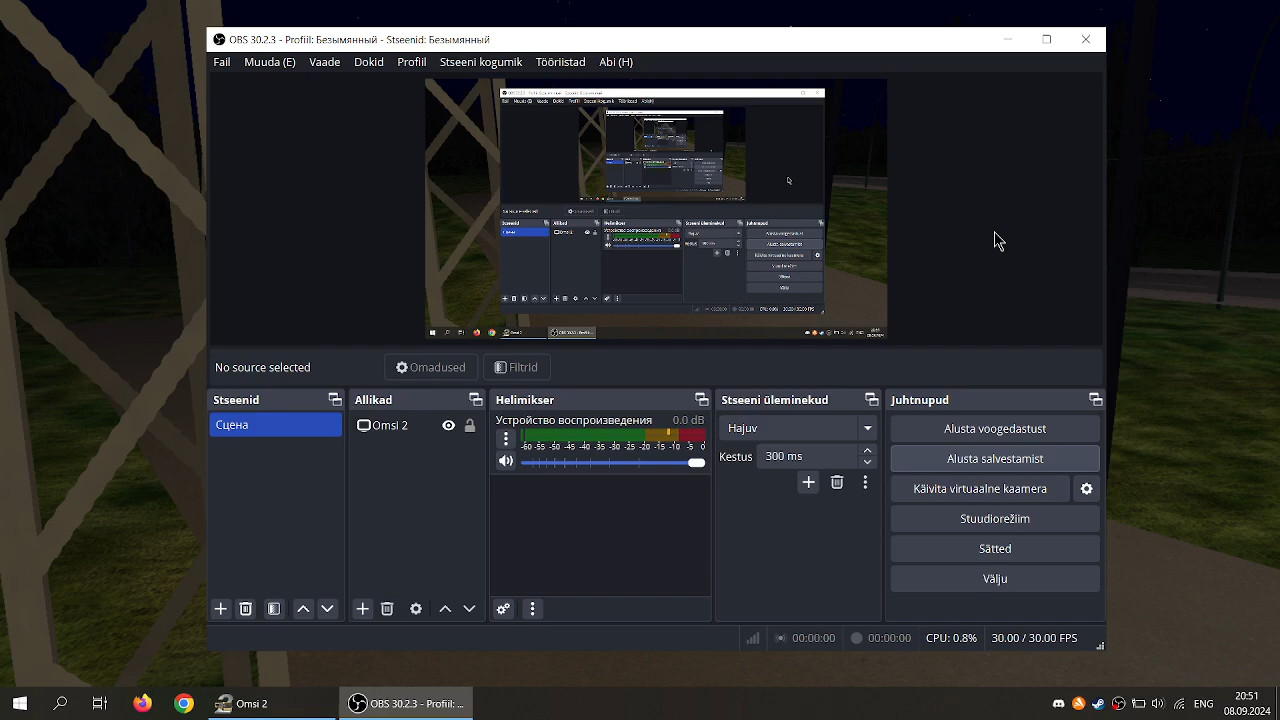 OBS 30.2.3 - Profiil: Безымянный - Stseenid: Безымянный
Fail Muuda (E) Vaade Dokid Profiil Stseeni kogumik Tööriistad Abi (H)
No source selected Omadused Filtrid
Stseenid Allikad Helimikser Stseeni üleminekud Juhtnupud
Сцена
Omsi 2
Устройство воспроизведения 0.0 dB
-60 -55 -50 -45 -40 -35 -30 -25 -20 -15 -10 -5 0
Hajuv
Kestus 300 ms
Alusta voogedastust
Alusta salvestamist
Käivita virtuaalne kaamera
Stuudiorežiim
Sätted
Välju
00:00:00 00:00:00 CPU: 0.8% 30.00 / 30.00 FPS
Omsi 2 OBS 30.2.3 - Profiil: ... ENG 20:51
08.09.2024